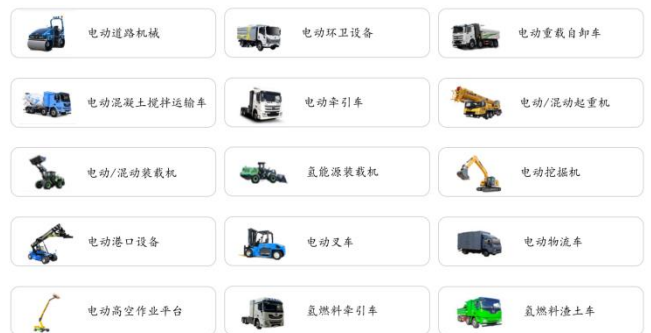 电动道路机械
电动环卫设备
电动重载自卸车
电动混凝土搅拌运输车
电动牵引车
电动/混动起重机
电动/混动装载机
氢能源装载机
电动挖掘机
电动港口设备
电动叉车
电动物流车
电动高空作业平台
氢燃料牵引车
氢燃料渣土车